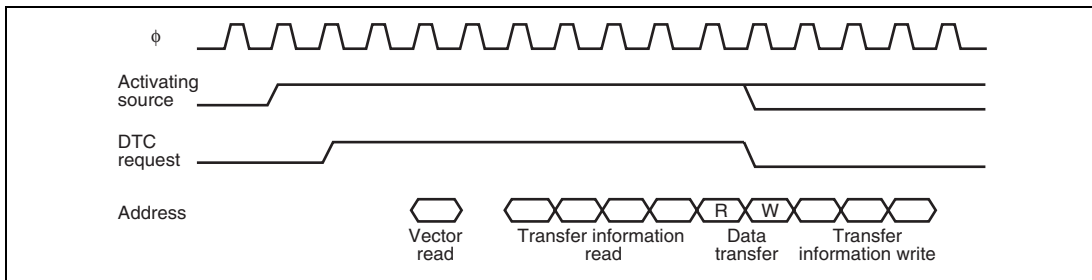 φ
Activating
source
DTC
request
Address
R W
Vector
read
Transfer information
read
Data
transfer
Transfer
information write